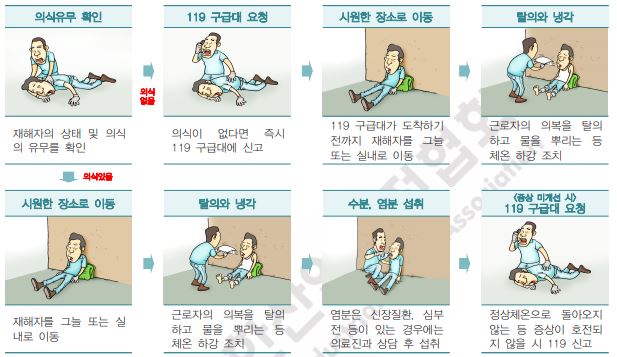 의식유무 확인
재해자의 상태 및 의식
의 유무를 확인
의식
없음
119 구급대 요청
의식이 없다면 즉시
119 구급대에 신고
시원한 장소로 이동
119 구급대가 도착하기
전까지 재해자를 그늘
또는 실내로 이동
탈의와 냉각
근로자의 의복을 탈의
하고 물을 뿌리는 등
체온 하강 조치
의식있음
시원한 장소로 이동
재해자를 그늘 또는 실
내로 이동
탈의와 냉각
근로자의 의복을 탈의
하고 물을 뿌리는 등
체온 하강 조치
수분, 염분 섭취
염분은 신장질환, 심부
전 등이 있는 경우에는
의료진과 상담 후 섭취
(증상 미개선 시)
119 구급대 요청
정상체온으로 돌아오지
않는 등 증상이 호전되
지 않을 시 119 신고